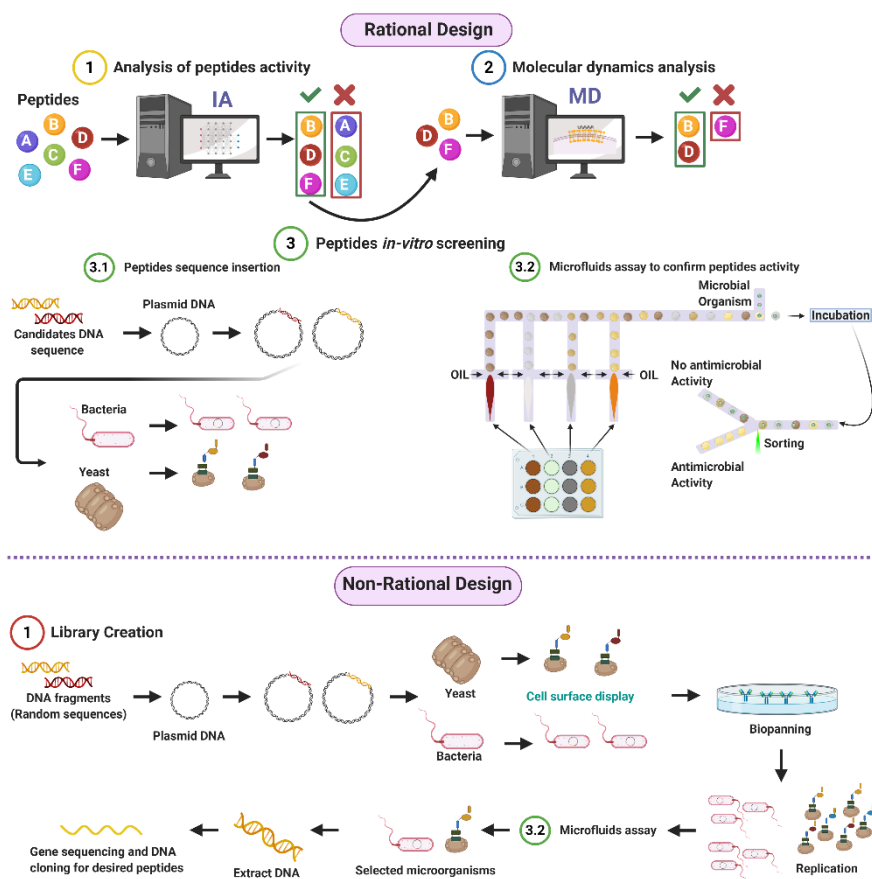 Rational Design
1 Analysis of peptides activity
2 Molecular dynamics analysis
Peptides
IA
MD
A
B
C
D
E
F
B
D
F
A
C
E
D
B
F
B
D
F
3 Peptides in-vitro screening
3.1 Peptides sequence insertion
3.2 Microfluids assay to confirm peptides activity
Candidates DNA
sequence
Plasmid DNA
Bacteria
Yeast
Microbial
Organism
Incubation
OIL
OIL
No antimicrobial
Activity
Sorting
Antimicrobial
Activity
Non-Rational Design
1 Library Creation
DNA fragments
(Random sequences)
Plasmid DNA
Yeast
Cell surface display
Bacteria
Biopanning
Replication
3.2 Microfluids assay
Selected microorganisms
Extract DNA
Gene sequencing and DNA
cloning for desired peptides